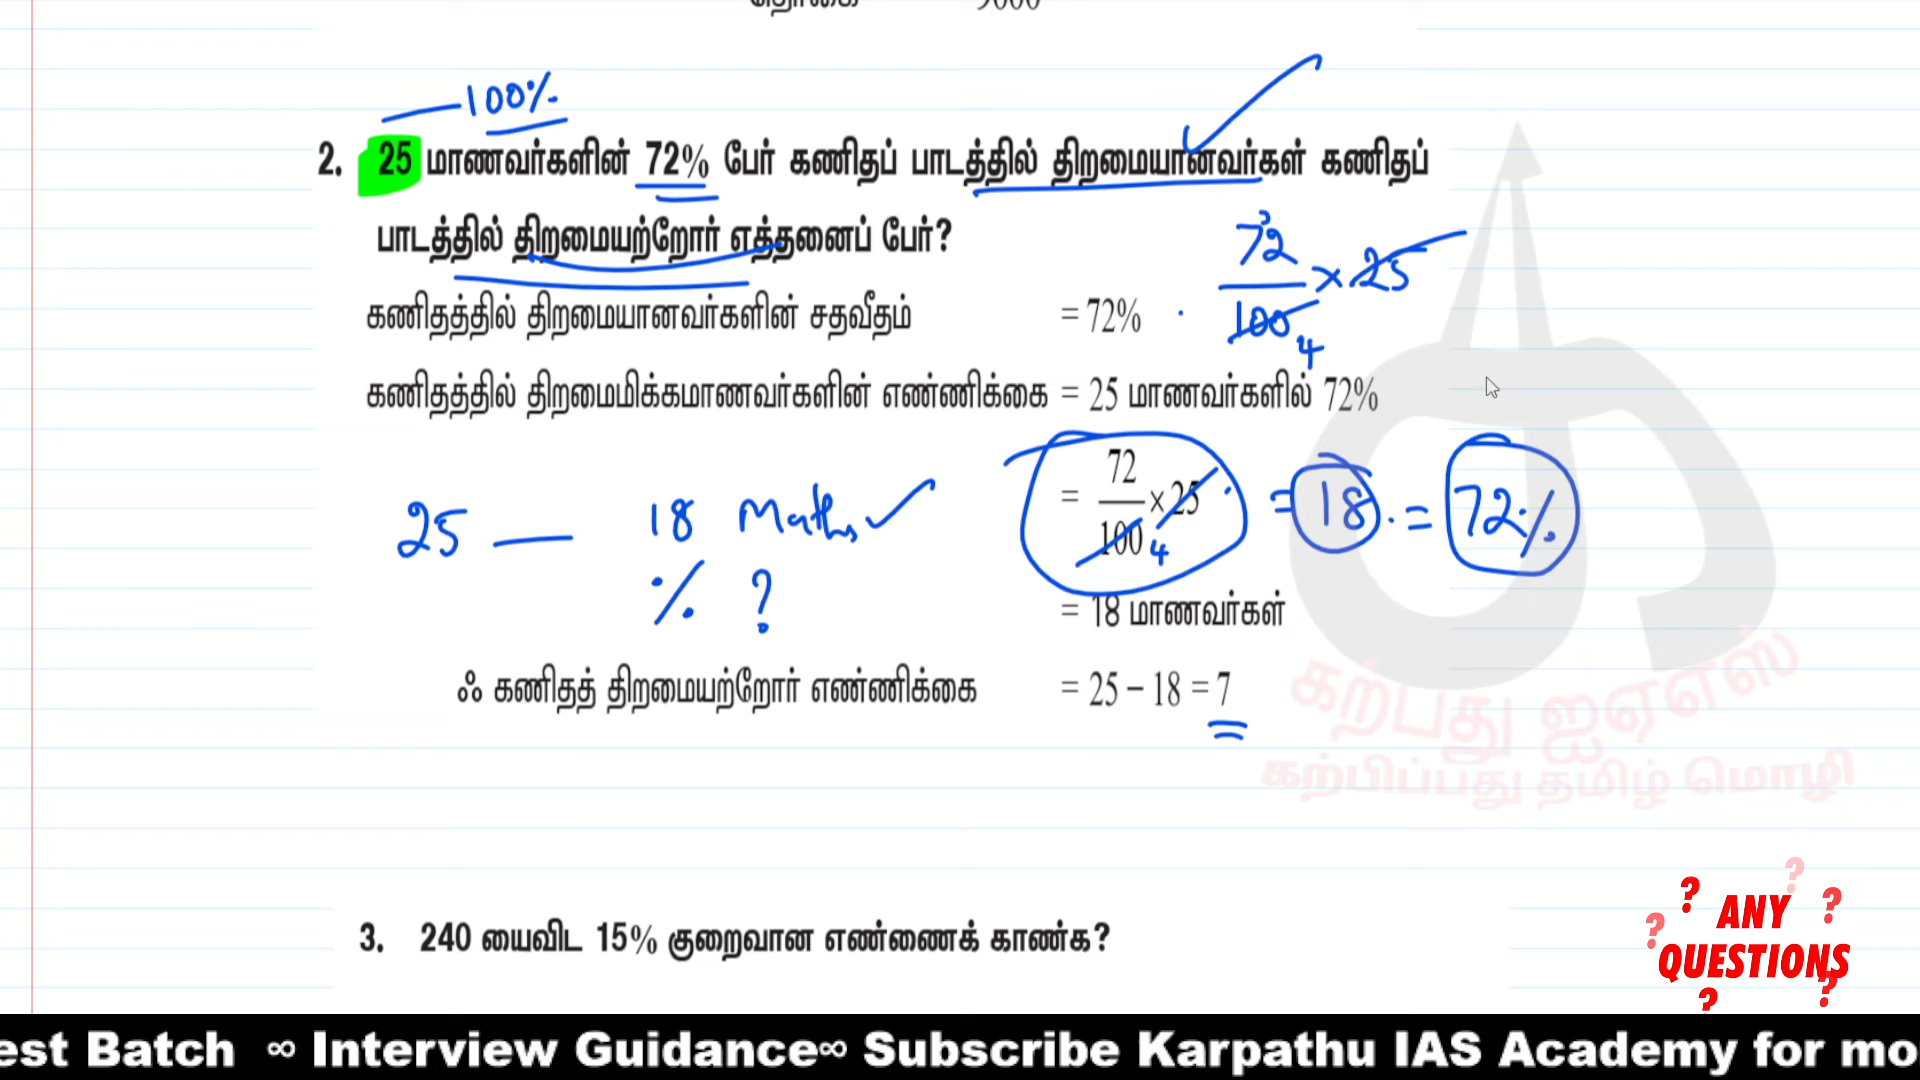 9000
100%
2. 25 மாணவர்களின் 72% பேர் கணிதப் பாடத்தில் திறமையானவர்கள் கணிதப்
பாடத்தில் திறமையற்றோர் எத்தனைப் பேர்?
72/100 × 25
4
கணிதத்தில் திறமையானவர்களின் சதவீதம் = 72%
கணிதத்தில் திறமைமிக்கமாணவர்களின் எண்ணிக்கை = 25 மாணவர்களில் 72%
= 72/100 × 25 = 18 . = 72%
4
25 — 18 Maths
% ?
= 18 மாணவர்கள்
ஃ கணிதத் திறமையற்றோர் எண்ணிக்கை = 25 – 18 = 7
கற்பது ஐஏஎஸ்
கற்பிப்பது தமிழ் மொழி
3. 240 யைவிட 15% குறைவான எண்ணைக் காண்க?
? ? ? ? ? ?
ANY
QUESTIONS
est Batch ∞ Interview Guidance∞ Subscribe Karpathu IAS Academy for mo